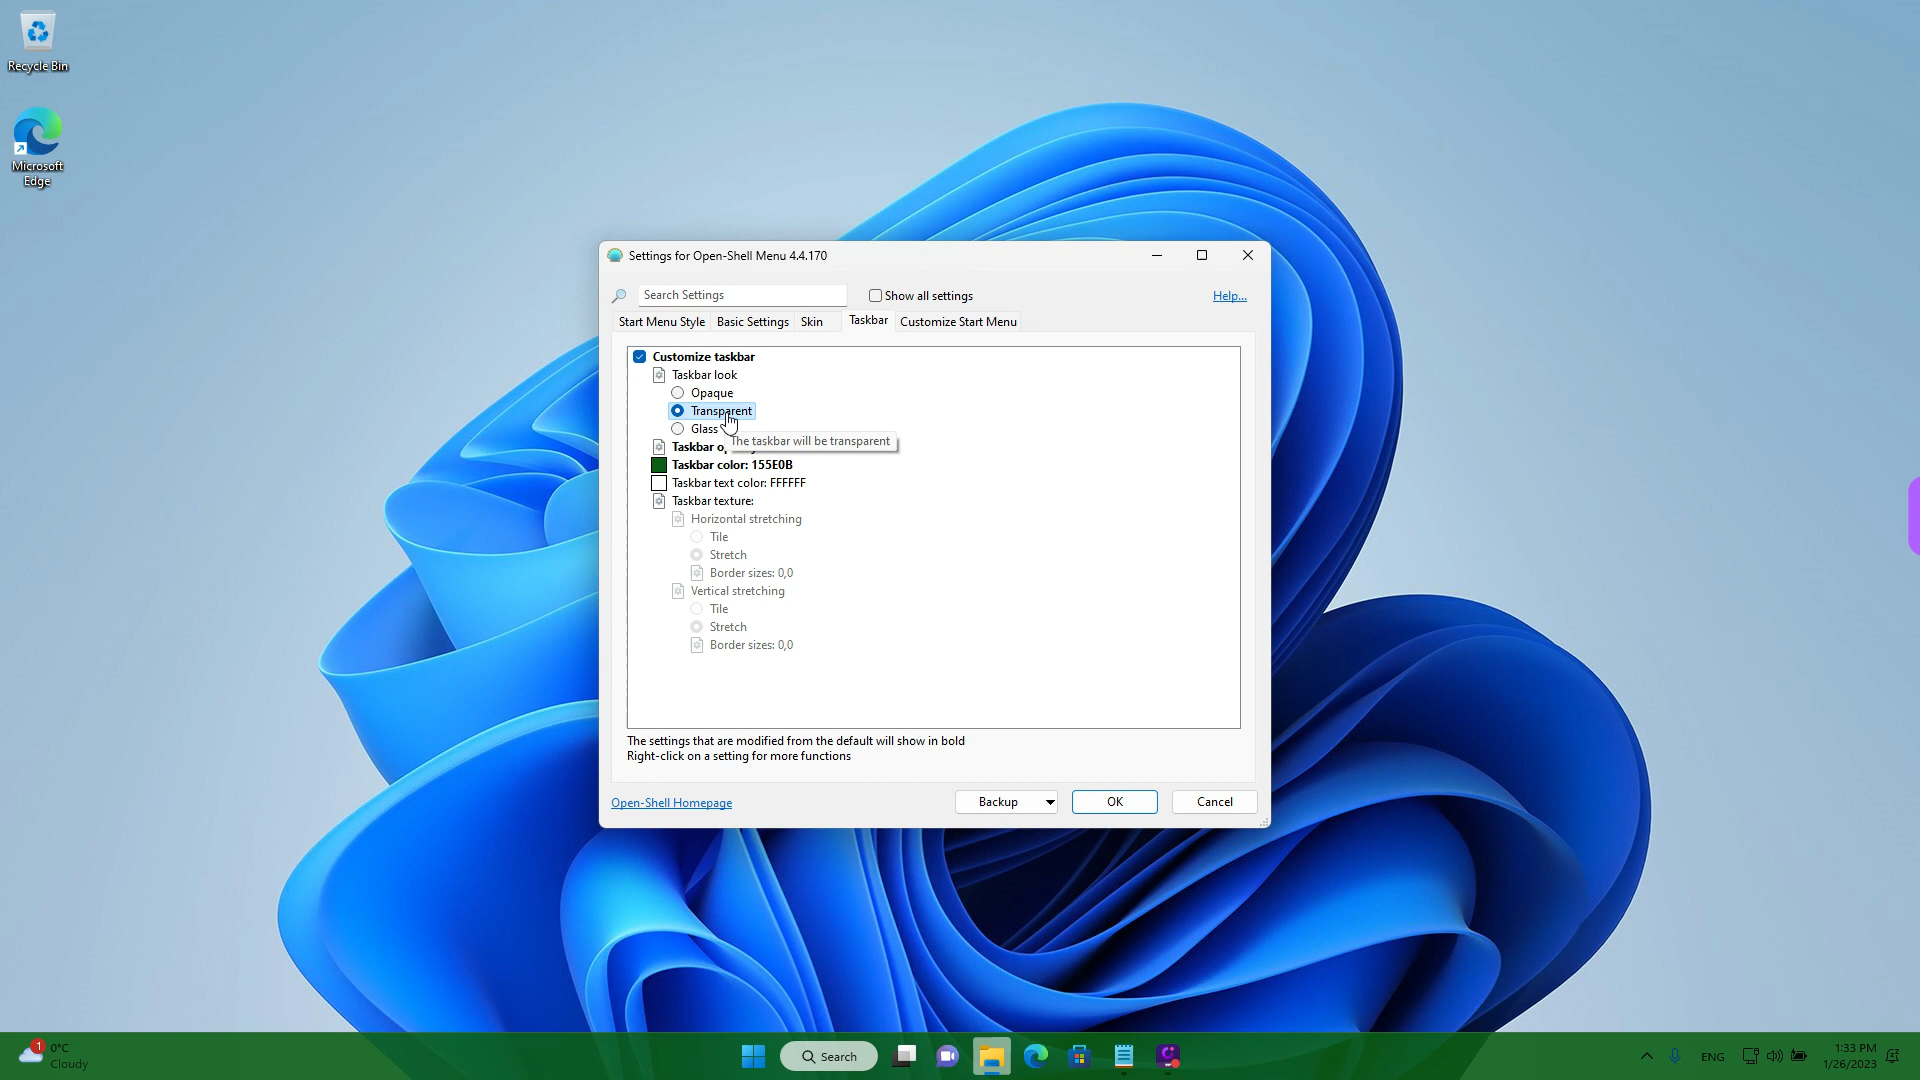 Recycle Bin
Microsoft
Edge
Settings for Open-Shell Menu 4.4.170
Search Settings
Show all settings
Help...
Start Menu Style
Basic Settings
Skin
Taskbar
Customize Start Menu
Customize taskbar
Taskbar look
Opaque
Transparent
Glass
The taskbar will be transparent
Taskbar
Taskbar color: 155E0B
Taskbar text color: FFFFFF
Taskbar texture:
Horizontal stretching
Tile
Stretch
Border sizes: 0,0
Vertical stretching
Tile
Stretch
Border sizes: 0,0
The settings that are modified from the default will show in bold
Right-click on a setting for more functions
Open-Shell Homepage
Backup
OK
Cancel
1
0°C
Cloudy
Search
ENG
1:33 PM
1/26/2023